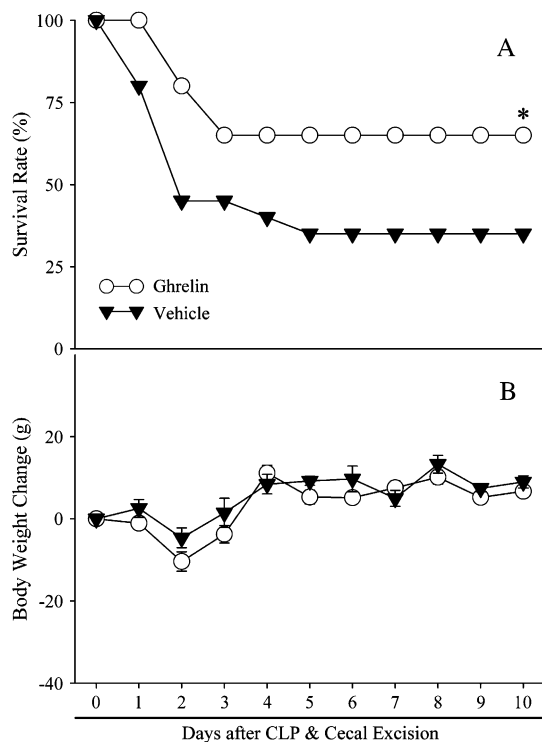 100
A
*
75
Survival Rate (%)
50
25
Ghrelin
Vehicle
0
B
20
Body Weight Change (g)
0
-20
-40
0 1 2 3 4 5 6 7 8 9 10
Days after CLP & Cecal Excision